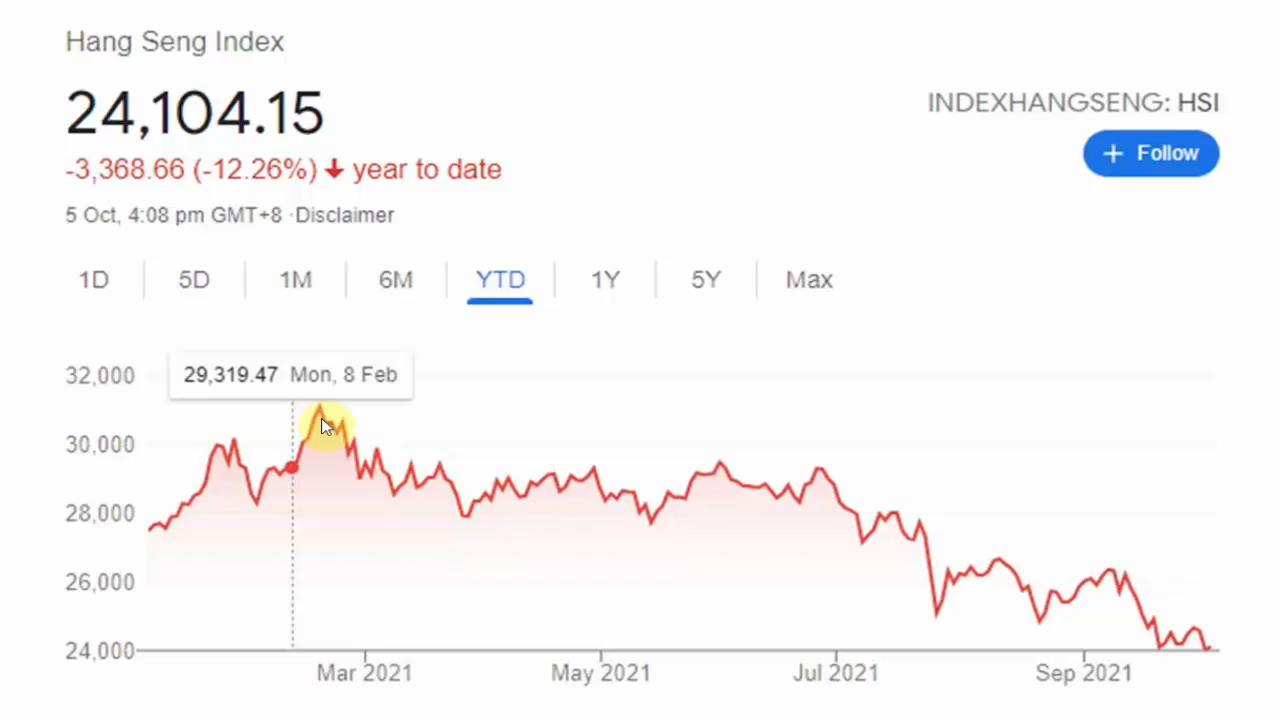 Hang Seng Index
24,104.15
INDEXHANGSENG: HSI
-3,368.66 (-12.26%) ↓ year to date
+ Follow
5 Oct, 4:08 pm GMT+8 ·Disclaimer
1D 5D 1M 6M YTD 1Y 5Y Max
29,319.47 Mon, 8 Feb
32,000
30,000
28,000
26,000
24,000
Mar 2021 May 2021 Jul 2021 Sep 2021